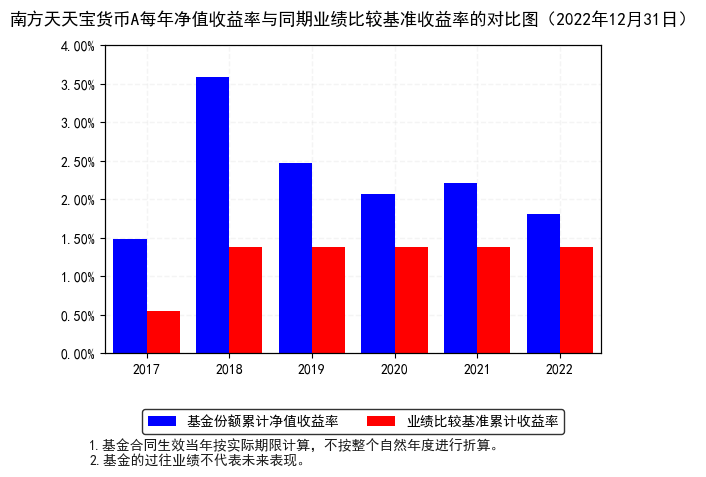 南方天天宝货币A每年净值收益率与同期业绩比较基准收益率的对比图（2022年12月31日）
4.00%
3.50%
3.00%
2.50%
2.00%
1.50%
1.00%
0.50%
0.00%
2017 2018 2019 2020 2021 2022
基金份额累计净值收益率 业绩比较基准累计收益率
1.基金合同生效当年按实际期限计算，不按整个自然年度进行折算。
2.基金的过往业绩不代表未来表现。